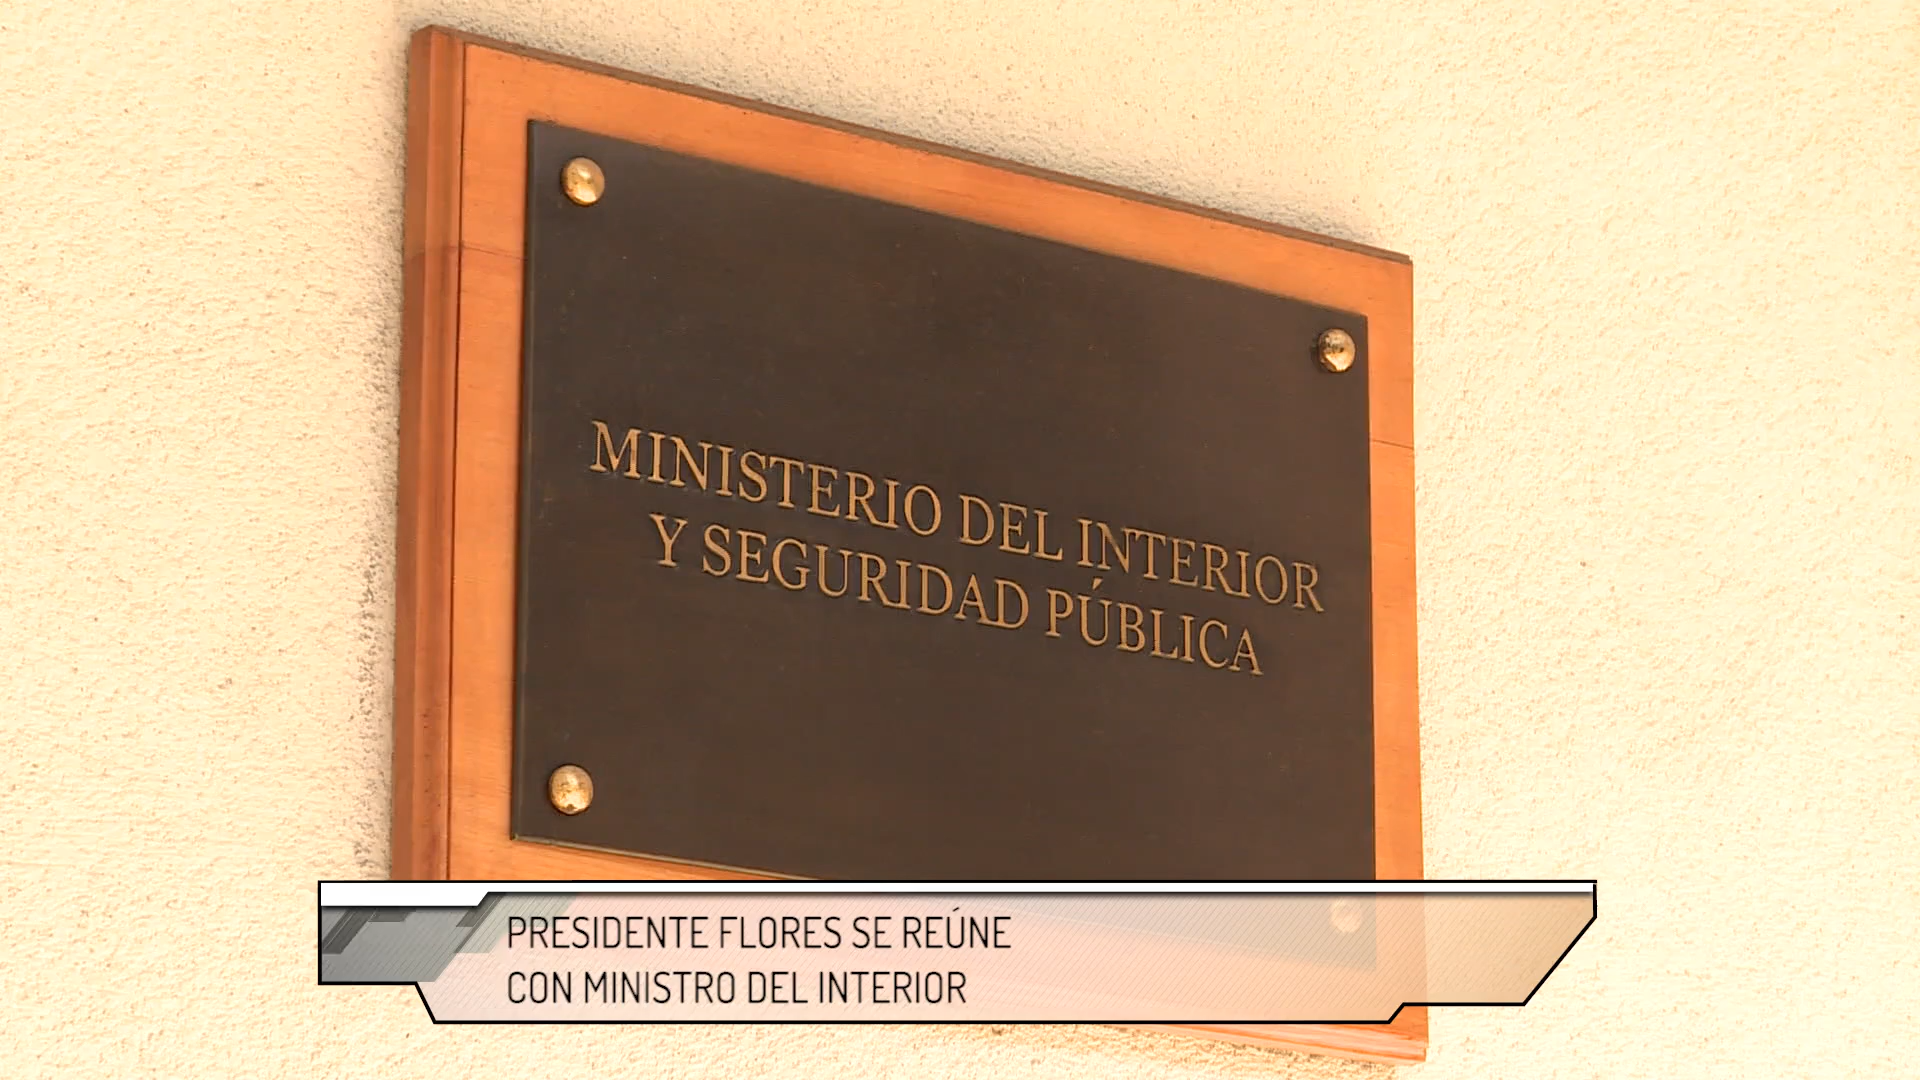 MINISTERIO DEL INTERIOR
Y SEGURIDAD PÚBLICA
PRESIDENTE FLORES SE REÚNE
CON MINISTRO DEL INTERIOR